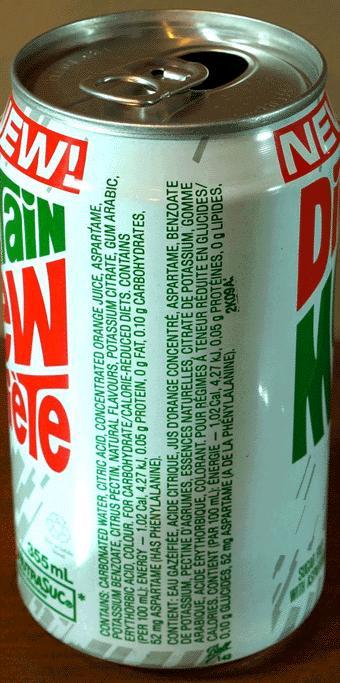 NEW!
tain
ew
iète
355 mL
NutraSuc®*
CONTAINS: CARBONATED WATER, CITRIC ACID, CONCENTRATED ORANGE JUICE, ASPARTAME,
POTASSIUM BENZOATE, CITRUS PECTIN, NATURAL FLAVOURS, POTASSIUM CITRATE, GUM ARABIC,
ERYTHORBIC ACID, COLOUR. FOR CARBOHYDRATE/CALORIE-REDUCED DIETS. CONTAINS
(PER 100 mL): ENERGY – 1.02 Cal, 4.27 kJ, 0.05 g PROTEIN, 0 g FAT, 0.10 g CARBOHYDRATES,
52 mg ASPARTAME (HAS PHENYLALANINE).
CONTIENT: EAU GAZÉIFIÉE, ACIDE CITRIQUE, JUS D'ORANGE CONCENTRÉ, ASPARTAME, BENZOATE
DE POTASSIUM, PECTINE D'AGRUMES, ESSENCES NATURELLES, CITRATE DE POTASSIUM, GOMME
ARABIQUE, ACIDE ÉRYTHORBIQUE, COLORANT. POUR RÉGIMES À TENEUR RÉDUITE EN GLUCIDES/
CALORIES. CONTIENT (PAR 100 mL): ÉNERGIE – 1,02 Cal, 4,27 kJ, 0,05 g PROTÉINES, 0 g LIPIDES,
0,10 g GLUCIDES, 52 mg ASPARTAME (A DE LA PHÉNYLALANINE).
NEW
Di
M